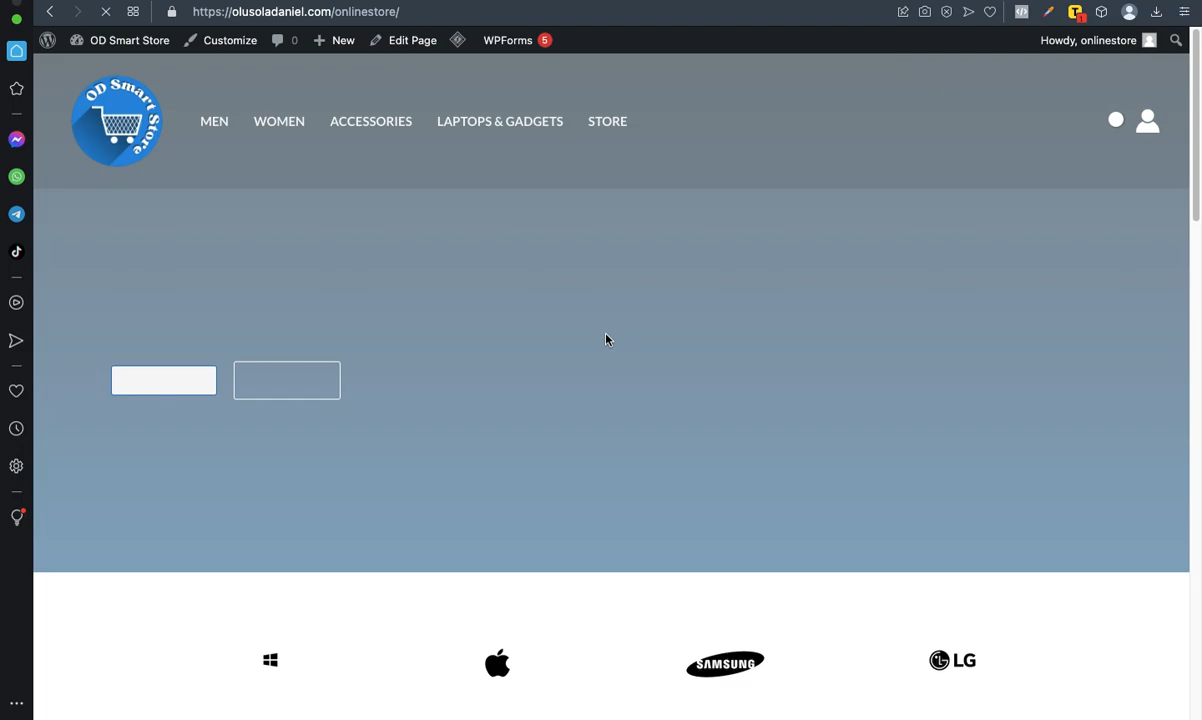 https://olusoladaniel.com/onlinestore/
1
OD Smart Store
Customize
0
New
Edit Page
WPForms
5
Howdy, onlinestore
OD Smart Store
MEN
WOMEN
ACCESSORIES
LAPTOPS & GADGETS
STORE
SAMSUNG
LG